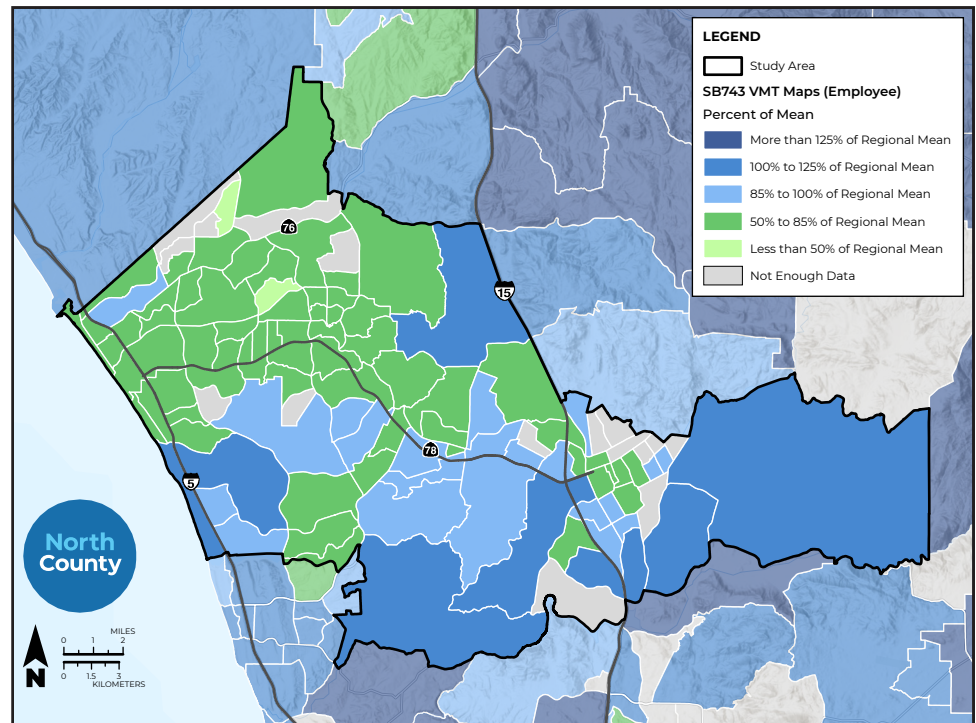 LEGEND
Study Area
SB743 VMT Maps (Employee)
Percent of Mean
More than 125% of Regional Mean
100% to 125% of Regional Mean
85% to 100% of Regional Mean
50% to 85% of Regional Mean
Less than 50% of Regional Mean
Not Enough Data
76
15
78
5
North
County
MILES
0 1 2
0 1.5 3
KILOMETERS
N